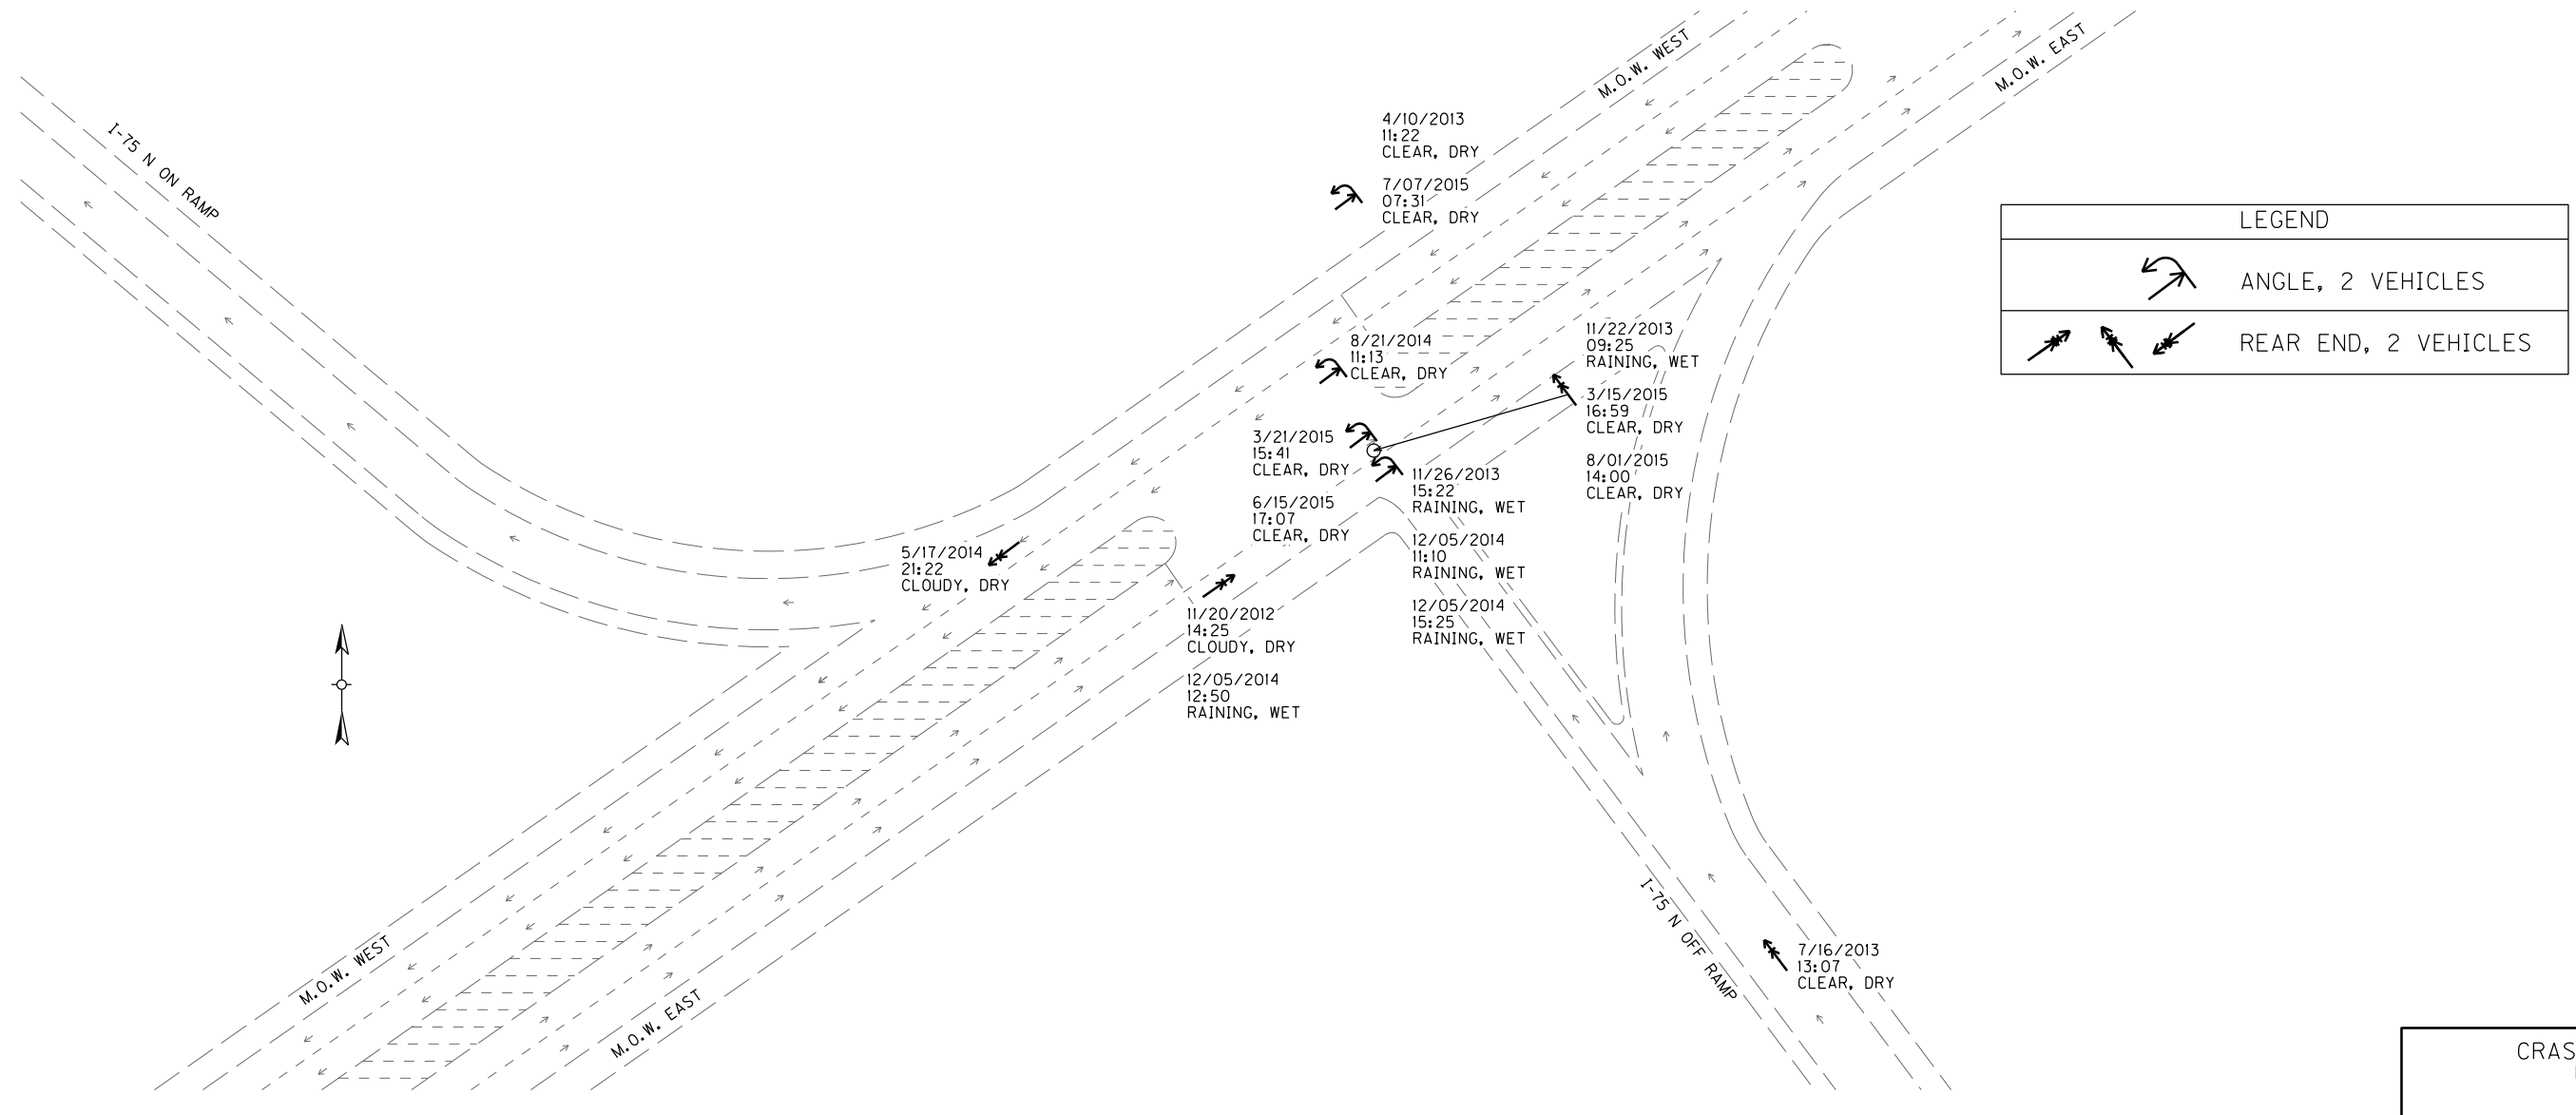 I-75 N ON RAMP
M.O.W. WEST
M.O.W. EAST
4/10/2013
11:22
CLEAR, DRY
7/07/2015
07:31
CLEAR, DRY
LEGEND
ANGLE, 2 VEHICLES
REAR END, 2 VEHICLES
8/21/2014
11:13
CLEAR, DRY
11/22/2013
09:25
RAINING, WET
3/15/2015
16:59
CLEAR, DRY
8/01/2015
14:00
CLEAR, DRY
3/21/2015
15:41
CLEAR, DRY
6/15/2015
17:07
CLEAR, DRY
11/26/2013
15:22
RAINING, WET
12/05/2014
11:10
RAINING, WET
12/05/2014
15:25
RAINING, WET
5/17/2014
21:22
CLOUDY, DRY
11/20/2012
14:25
CLOUDY, DRY
12/05/2014
12:50
RAINING, WET
M.O.W. WEST
M.O.W. EAST
I-75 N OFF RAMP
7/16/2013
13:07
CLEAR, DRY
CRAS